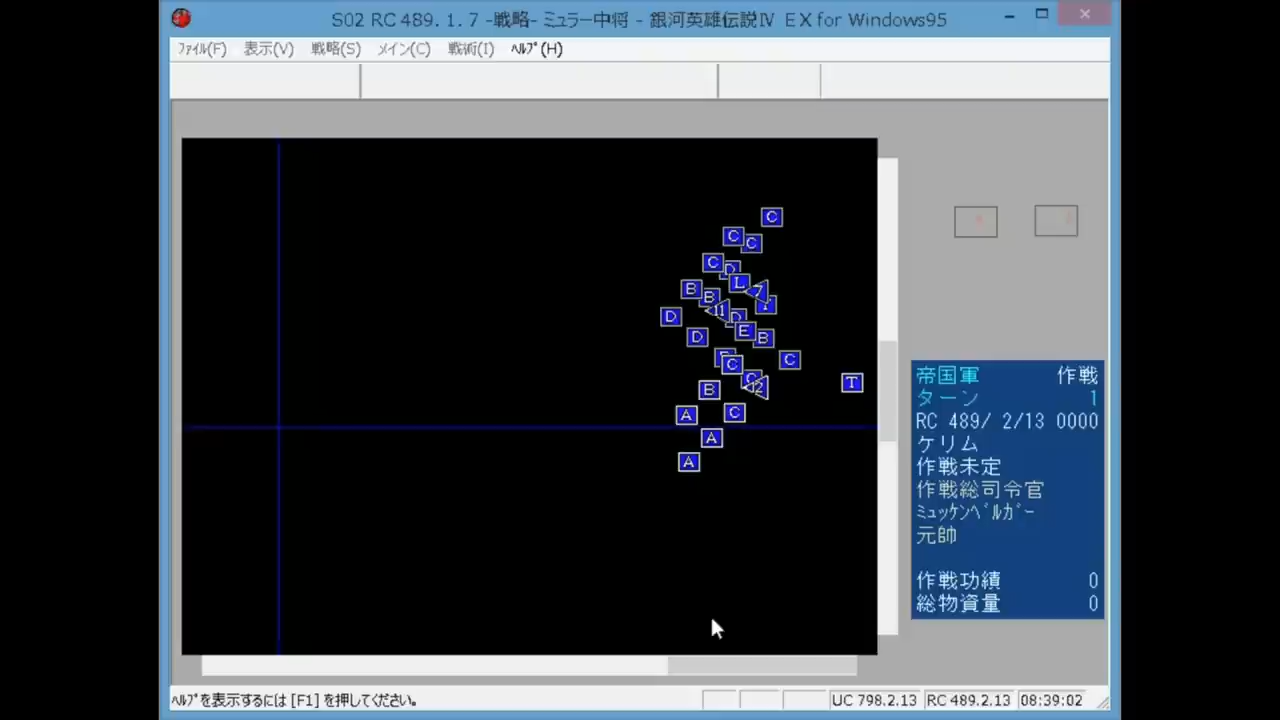 S02 RC 489. 1. 7 -戦略- ミュラー中将 - 銀河英雄伝説Ⅳ EX for Windows95
ﾌｧｲﾙ(F) 表示(V) 戦略(S) メイン(C) 戦術(I) ﾍﾙﾌﾟ(H)
C
C C
C D
L 7
B B
11
D D
E B
D
C C
C 2
T
B
A C
A
A
帝国軍 作戦
ターン 1
RC 489/ 2/13 0000
ケリム
作戦未定
作戦総司令官
ﾐｭｯｹﾝﾍﾞﾙｶﾞｰ
元帥
作戦功績 0
総物資量 0
ﾍﾙﾌﾟを表示するには [F1] を押してください。
UC 798.2.13 RC 489.2.13 08:39:02